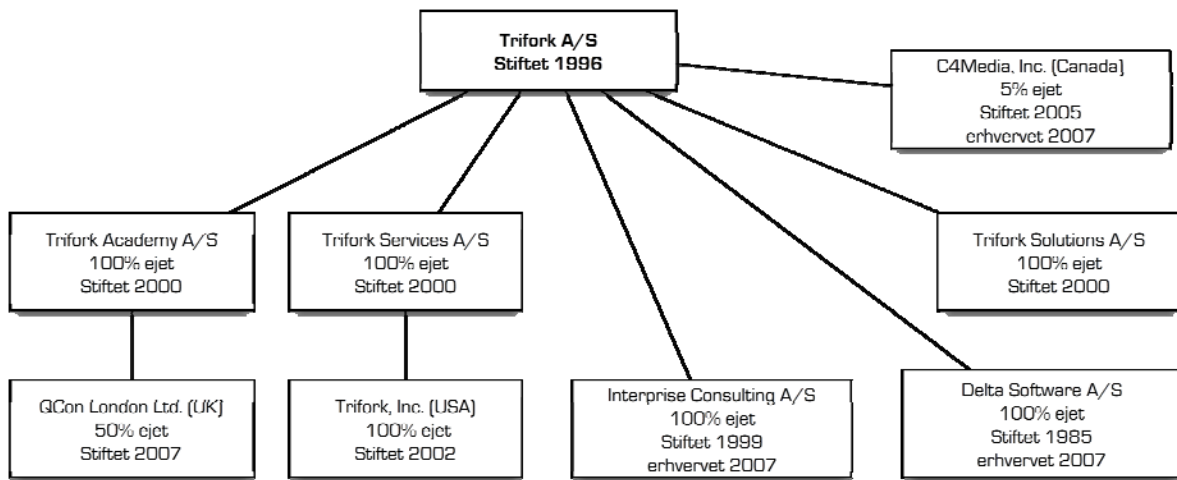 Trifork A/S
Stiftet 1996
C4Media, Inc. (Canada)
5% ejet
Stiftet 2005
erhvervet 2007
Trifork Academy A/S
100% ejet
Stiftet 2000
Trifork Services A/S
100% ejet
Stiftet 2000
Trifork Solutions A/S
100% ejet
Stiftet 2000
QCon London Ltd. (UK)
50% ejet
Stiftet 2007
Trifork, Inc. (USA)
100% ejet
Stiftet 2002
Interprise Consulting A/S
100% ejet
Stiftet 1999
erhvervet 2007
Delta Software A/S
100% ejet
Stiftet 1985
erhvervet 2007